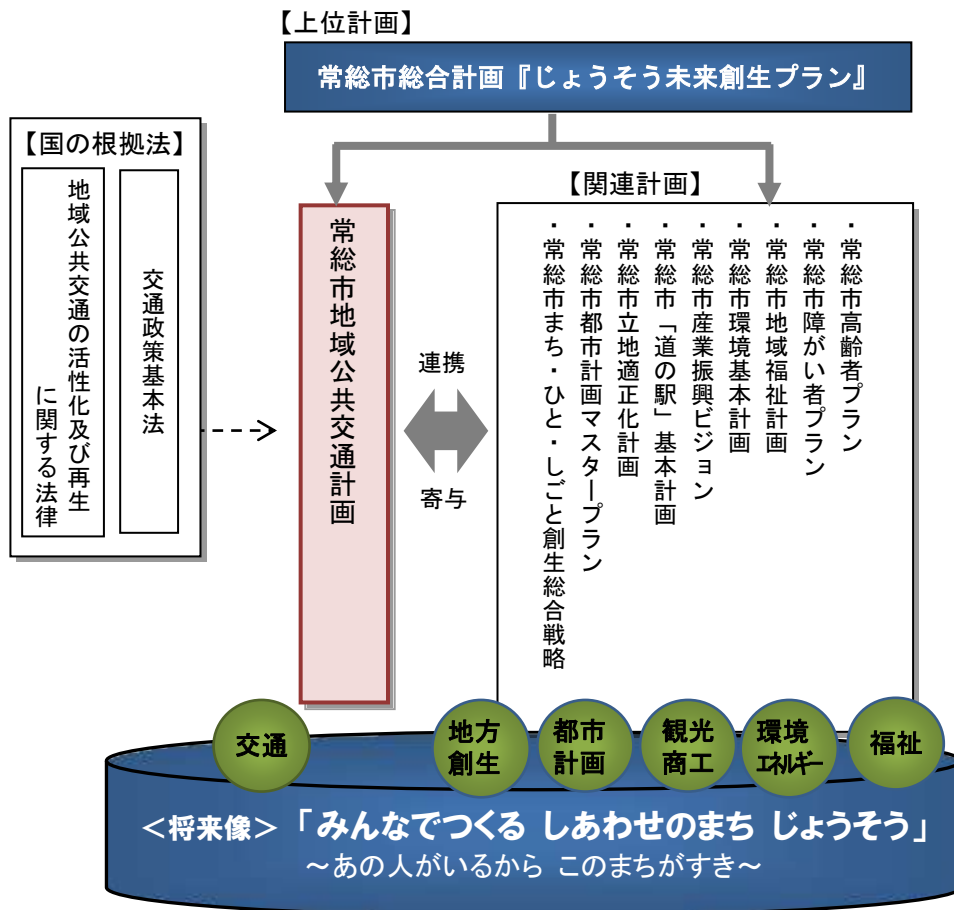 【上位計画】
常総市総合計画『じょうそう未来創生プラン』
【国の根拠法】
交通政策基本法
地域公共交通の活性化及び再生
に関する法律
常総市地域公共交通計画
連携
寄与
【関連計画】
・常総市高齢者プラン
・常総市障がい者プラン
・常総市地域福祉計画
・常総市環境基本計画
・常総市産業振興ビジョン
・常総市「道の駅」基本計画
・常総市立地適正化計画
・常総市都市計画マスタープラン
・常総市まち・ひと・しごと創生総合戦略
交通
地方
創生
都市
計画
観光
商工
環境
エネルギー
福祉
＜将来像＞「みんなでつくる しあわせのまち じょうそう」
～あの人がいるから このまちがすき～